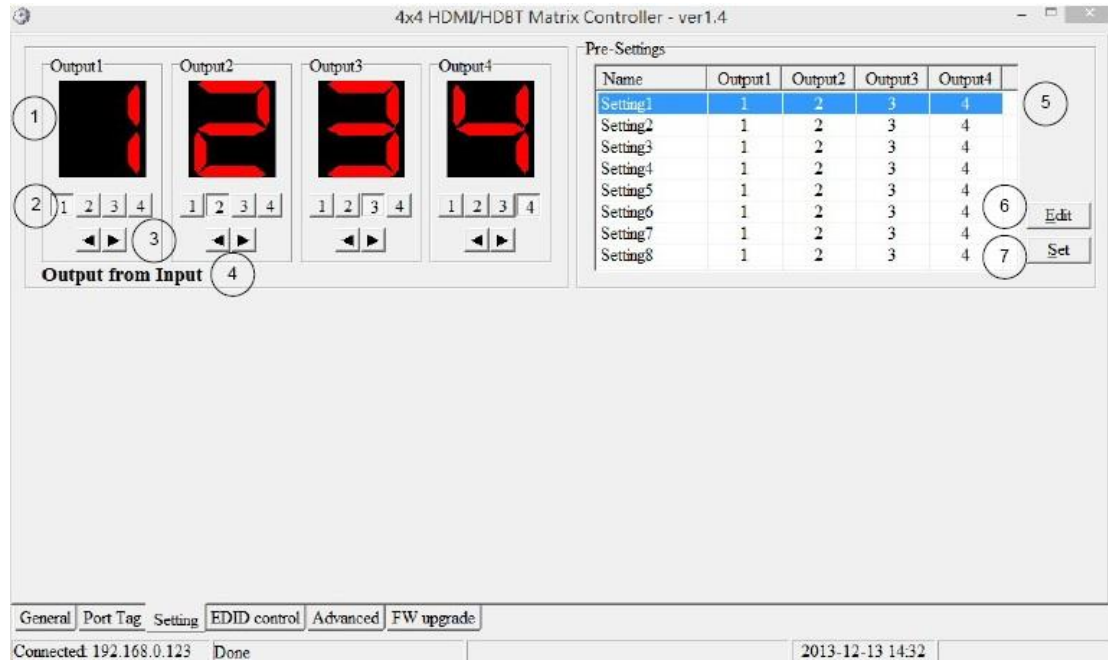 4x4 HDMI/HDBT Matrix Controller - ver1.4
Output1 Output2 Output3 Output4
1 2 3 4
1
1 2 3 4 1 2 3 4 1 2 3 4 1 2 3 4
2
3
Output from Input 4
Pre-Settings
Name Output1 Output2 Output3 Output4
Setting1 1 2 3 4
Setting2 1 2 3 4
Setting3 1 2 3 4
Setting4 1 2 3 4
Setting5 1 2 3 4
Setting6 1 2 3 4
Setting7 1 2 3 4
Setting8 1 2 3 4
5
6 Edit
7 Set
General Port Tag Setting EDID control Advanced FW upgrade
Connected: 192.168.0.123 Done 2013-12-13 14:32